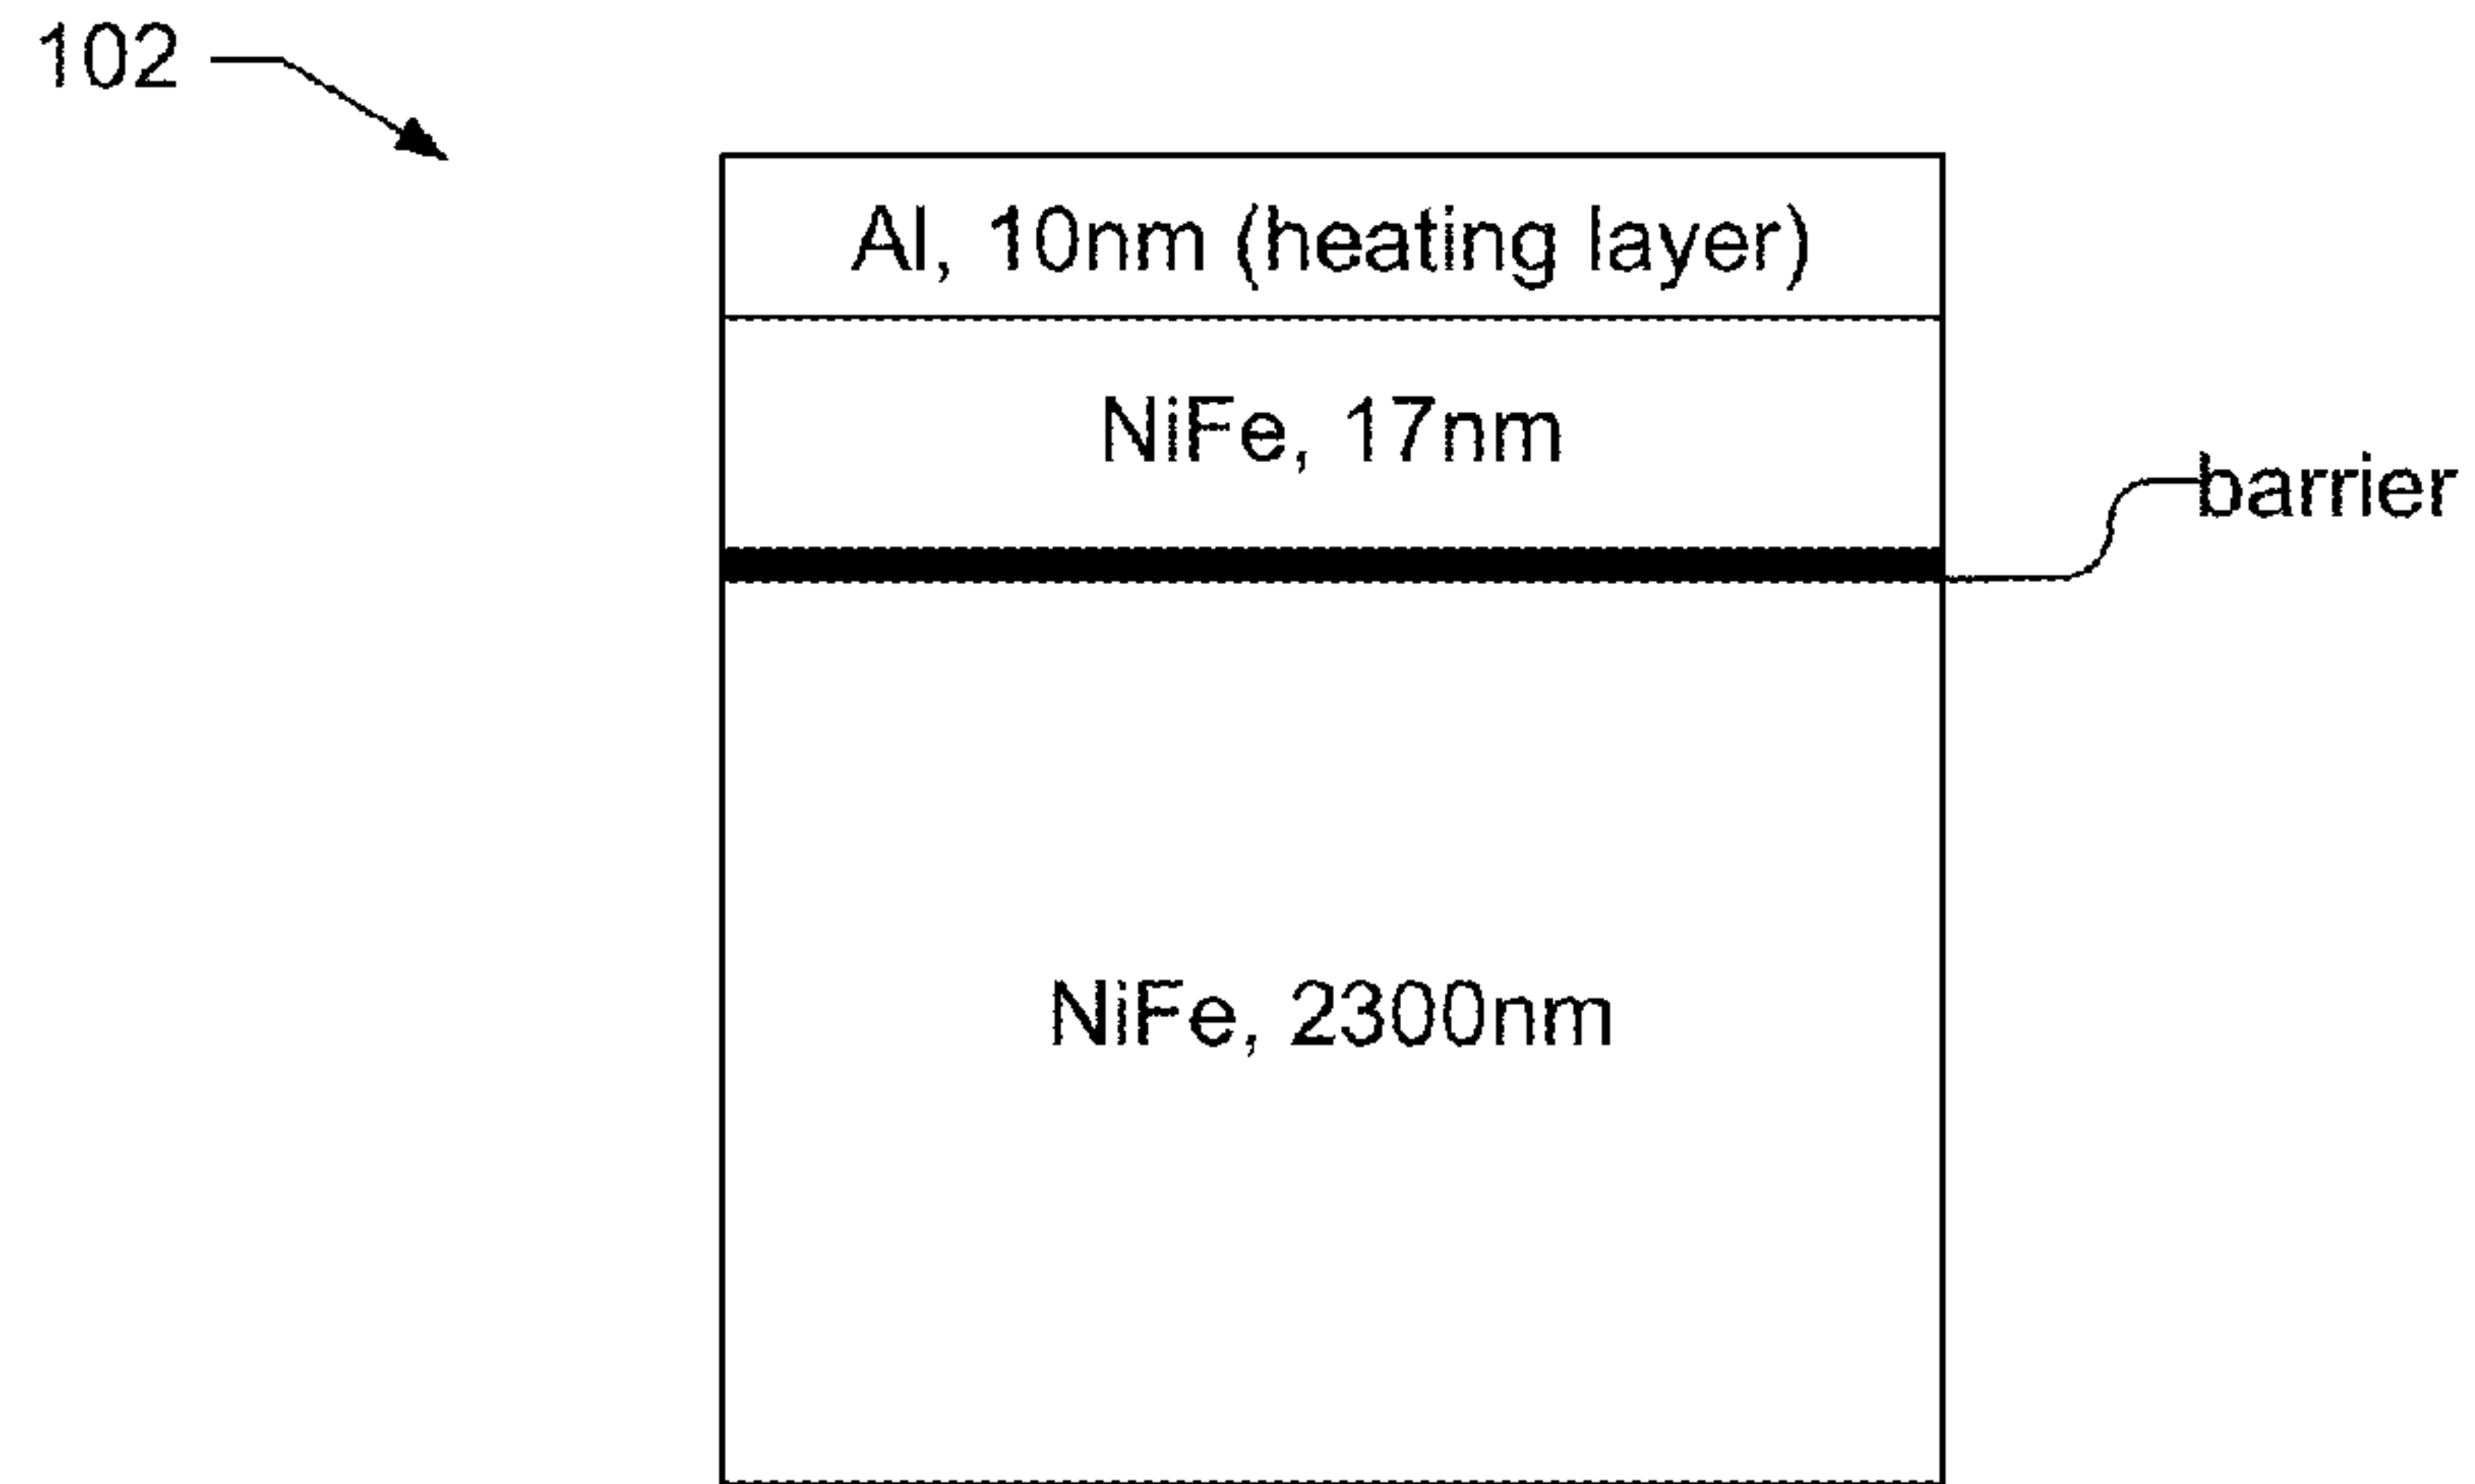 102
Al, 10nm (heating layer)
NiFe, 17nm
barrier
NiFe, 2300nm